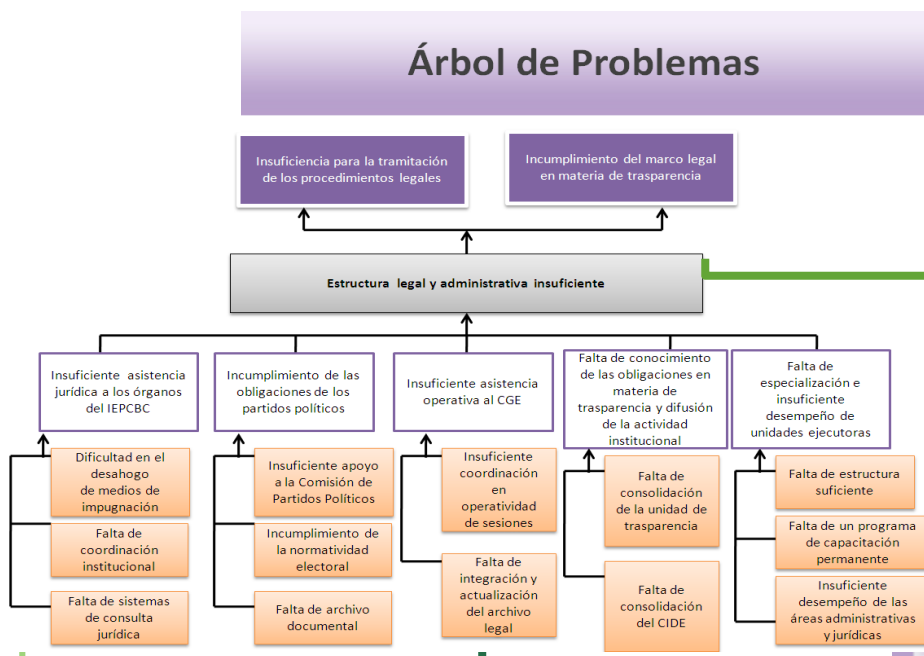 Árbol de Problemas
Insuficiencia para la tramitación
de los procedimientos legales
Incumplimiento del marco legal
en materia de trasparencia
Estructura legal y administrativa insuficiente
Insuficiente asistencia
jurídica a los órganos
del IEPCBC
Incumplimiento de las
obligaciones de los
partidos políticos
Insuficiente asistencia
operativa al CGE
Falta de conocimiento
de las obligaciones en
materia de
trasparencia y difusión
de la actividad
institucional
Falta de
especialización e
insuficiente
desempeño de
unidades ejecutoras
Dificultad en el
desahogo
de medios de
impugnación
Falta de
coordinación
institucional
Falta de sistemas
de consulta
jurídica
Insuficiente apoyo
a la Comisión de
Partidos Políticos
Incumplimiento de
la normatividad
electoral
Falta de archivo
documental
Insuficiente
coordinación
en
operatividad
de sesiones
Falta de
integración y
actualización
del archivo
legal
Falta de
consolidación
de la unidad de
trasparencia
Falta de
consolidación
del CIDE
Falta de estructura
suficiente
Falta de un programa
de capacitación
permanente
Insuficiente
desempeño de las
áreas administrativas
y jurídicas